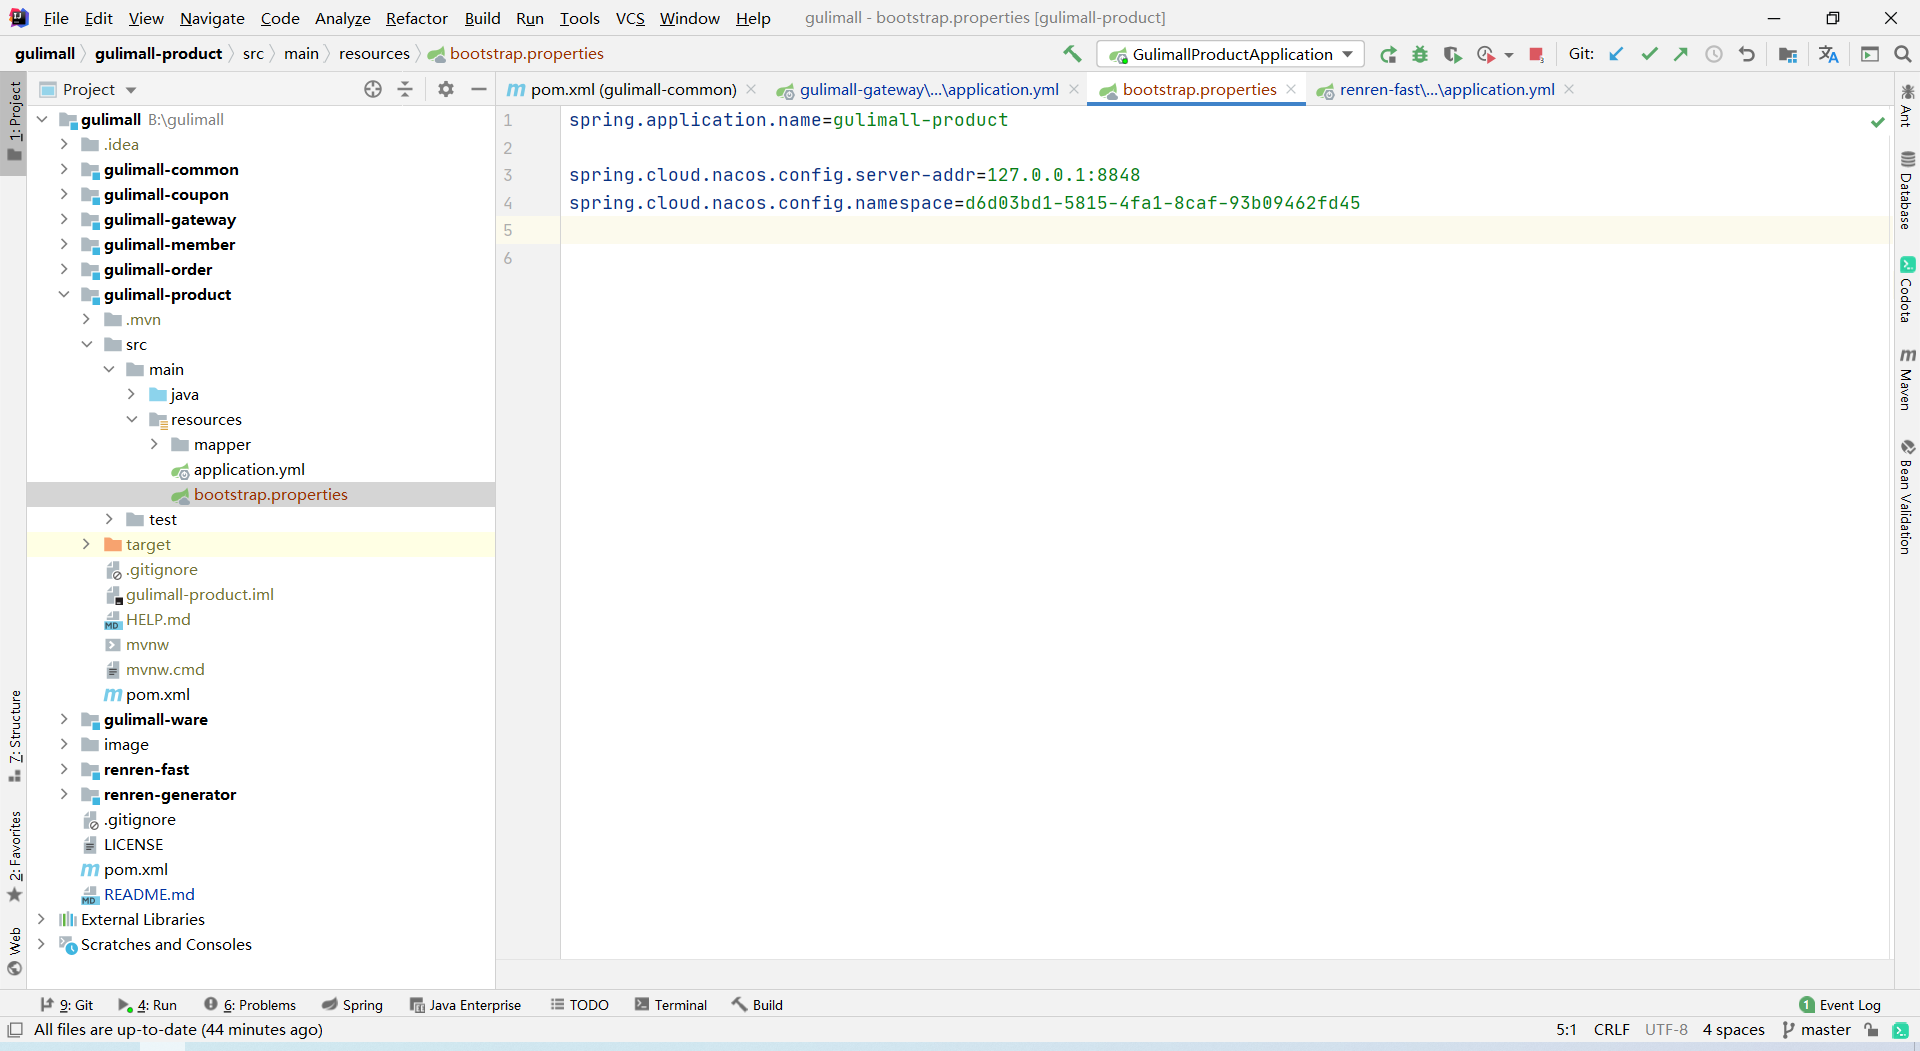 File Edit View Navigate Code Analyze Refactor Build Run Tools VCS Window Help gulimall - bootstrap.properties [gulimall-product]
gulimall gulimall-product src main resources bootstrap.properties GulimallProductApplication Git:
Project
pom.xml (gulimall-common) gulimall-gateway\...\application.yml bootstrap.properties renren-fast\...\application.yml
1: Project
7: Structure
2: Favorites
Web
gulimall B:\gulimall
.idea
gulimall-common
gulimall-coupon
gulimall-gateway
gulimall-member
gulimall-order
gulimall-product
.mvn
src
main
java
resources
mapper
application.yml
bootstrap.properties
test
target
.gitignore
gulimall-product.iml
HELP.md
mvnw
mvnw.cmd
pom.xml
gulimall-ware
image
renren-fast
renren-generator
.gitignore
LICENSE
pom.xml
README.md
External Libraries
Scratches and Consoles
1 spring.application.name=gulimall-product
2
3 spring.cloud.nacos.config.server-addr=127.0.0.1:8848
4 spring.cloud.nacos.config.namespace=d6d03bd1-5815-4fa1-8caf-93b09462fd45
5
6
Ant
Database
Codota
Maven
Bean Validation
9: Git 4: Run 6: Problems Spring Java Enterprise TODO Terminal Build 1 Event Log
All files are up-to-date (44 minutes ago) 5:1 CRLF UTF-8 4 spaces master